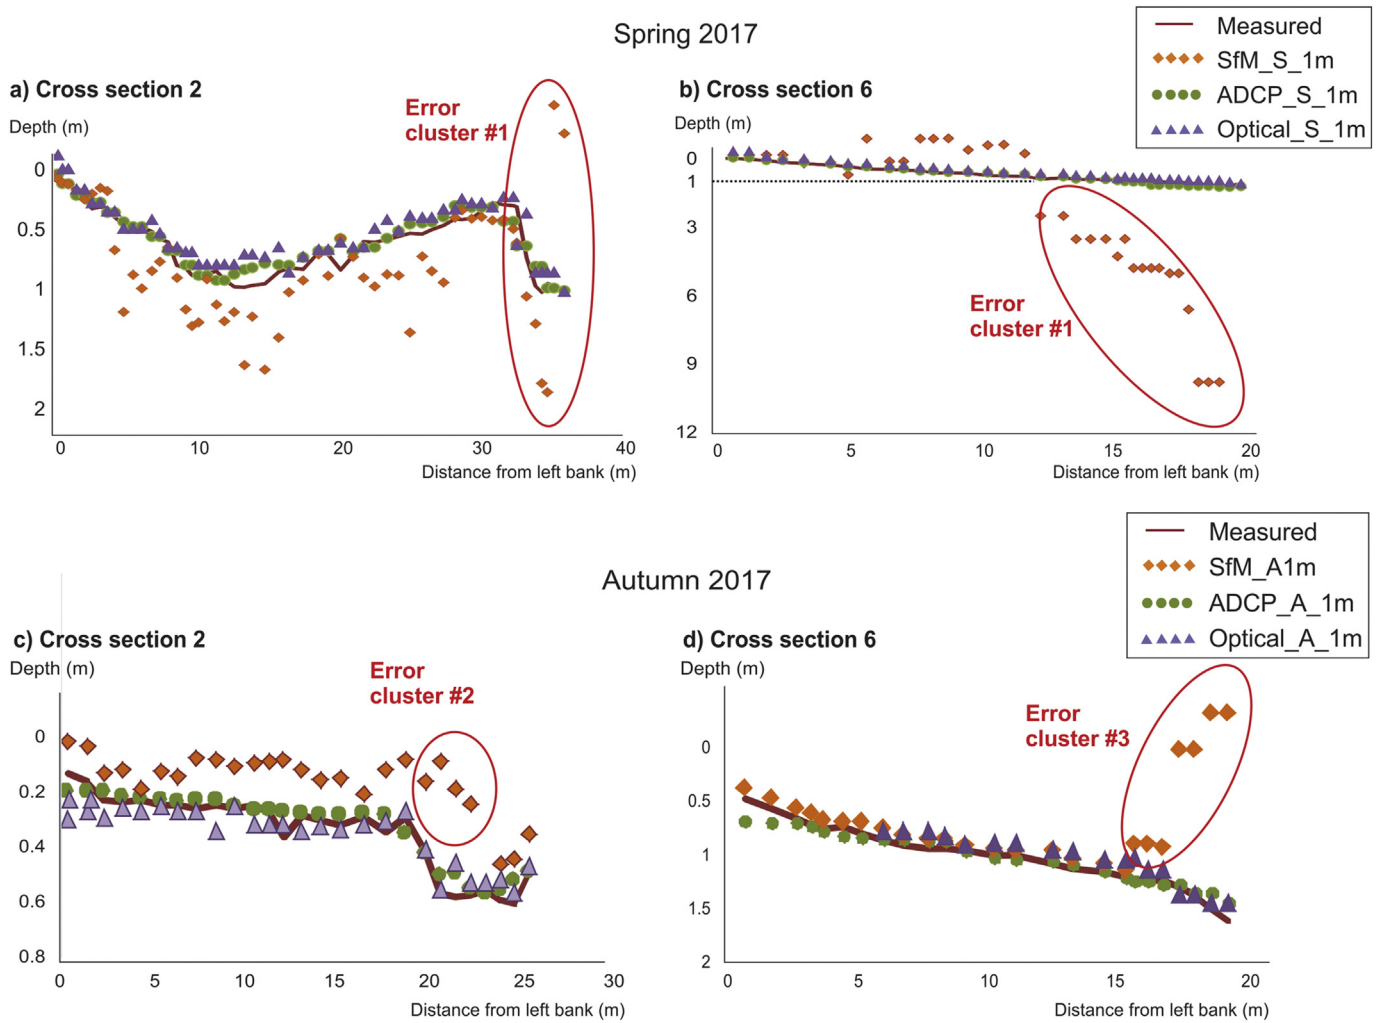 Spring 2017
Measured
SfM_S_1m
ADCP_S_1m
Optical_S_1m
a) Cross section 2
Depth (m)
Error
cluster #1
0
0.5
1
1.5
2
0
10
20
30
40
Distance from left bank (m)
b) Cross section 6
Depth (m)
0
1
3
6
9
12
Error
cluster #1
0
5
10
15
20
Distance from left bank (m)
Autumn 2017
Measured
SfM_A1m
ADCP_A_1m
Optical_A_1m
c) Cross section 2
Depth (m)
Error
cluster #2
0
0.2
0.4
0.6
0.8
0
5
10
15
20
25
30
Distance from left bank (m)
d) Cross section 6
Depth (m)
Error
cluster #3
0
0.5
1
1.5
2
0
5
10
15
20
Distance from left bank (m)